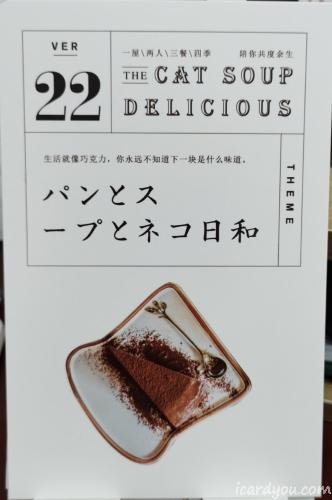 VER
22
一屋\两人\三餐\四季 陪你共度余生
THE CAT SOUP
DELICIOUS
生活就像巧克力，你永远不知道下一块是什么味道。
パンとス
ープとネコ日和
THEME
icardyou.com